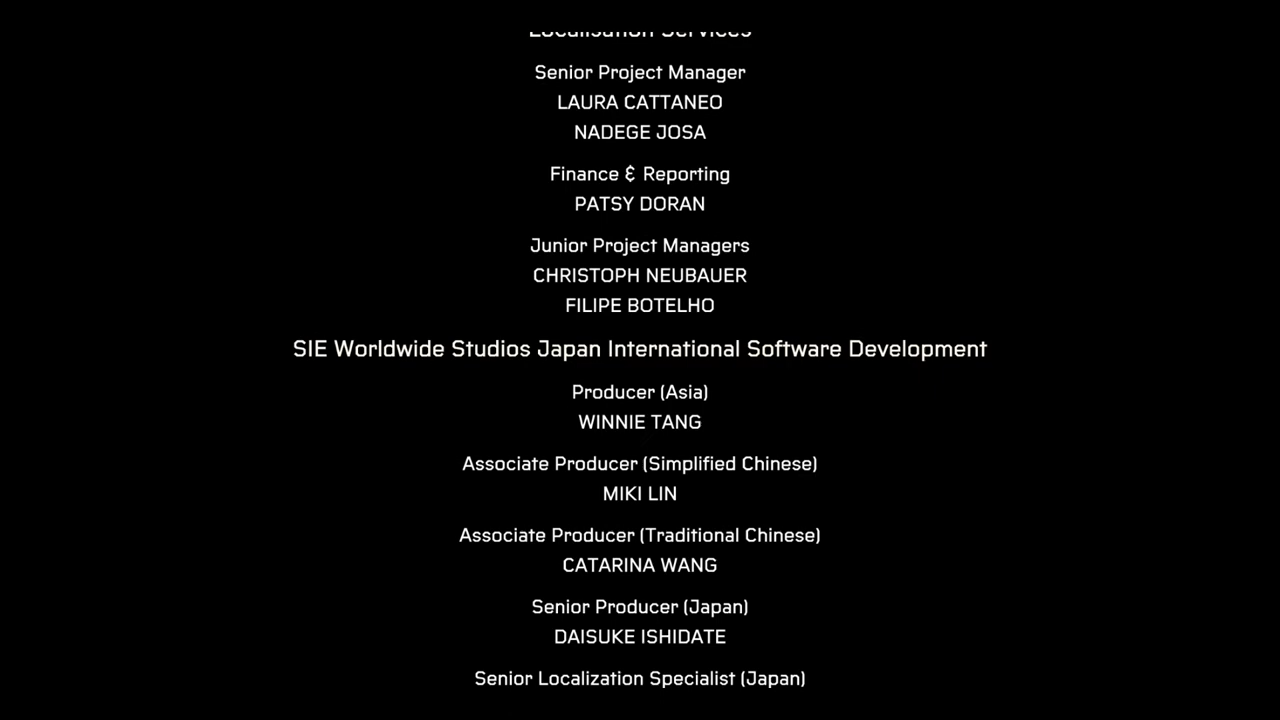 Localisation Services
Senior Project Manager
LAURA CATTANEO
NADEGE JOSA
Finance & Reporting
PATSY DORAN
Junior Project Managers
CHRISTOPH NEUBAUER
FILIPE BOTELHO
SIE Worldwide Studios Japan International Software Development
Producer (Asia)
WINNIE TANG
Associate Producer (Simplified Chinese)
MIKI LIN
Associate Producer (Traditional Chinese)
CATARINA WANG
Senior Producer (Japan)
DAISUKE ISHIDATE
Senior Localization Specialist (Japan)